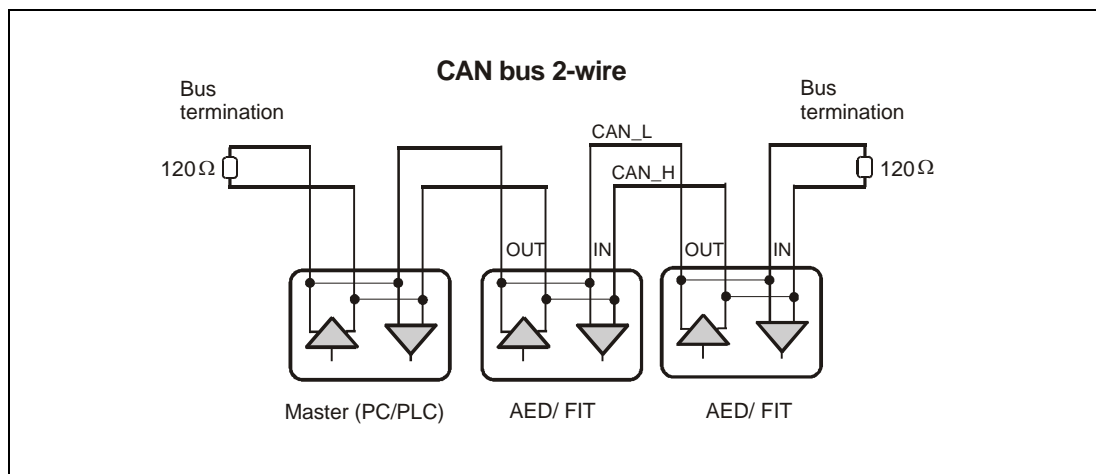 CAN bus 2-wire
Bus
termination
Bus
termination
CAN_L
120Ω
CAN_H
120Ω
OUT
IN
OUT
IN
Master (PC/PLC)
AED/ FIT
AED/ FIT